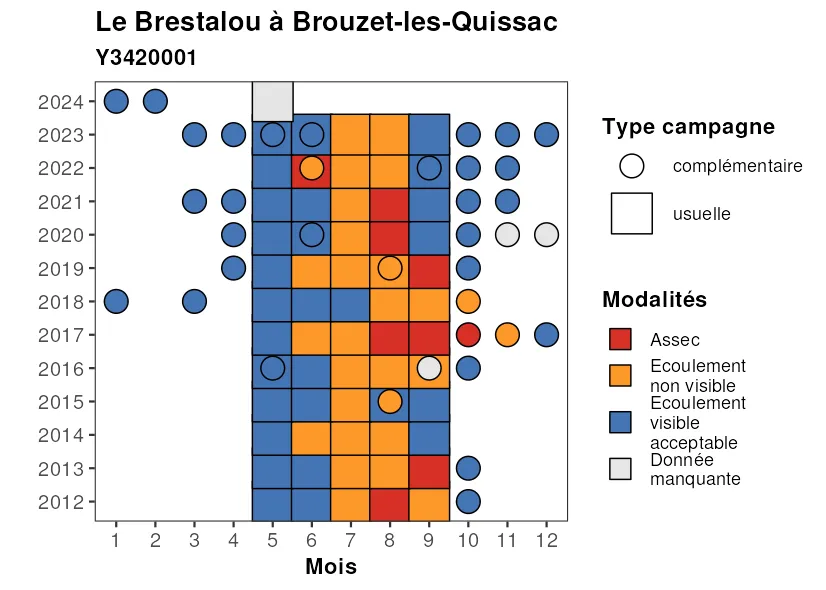 Le Brestalou à Brouzet-les-Quissac
Y3420001
2024
2023
2022
2021
2020
2019
2018
2017
2016
2015
2014
2013
2012
1 2 3 4 5 6 7 8 9 10 11 12
Mois
Type campagne
complémentaire
usuelle
Modalités
Assec
Ecoulement
non visible
Ecoulement
visible
acceptable
Donnée
manquante